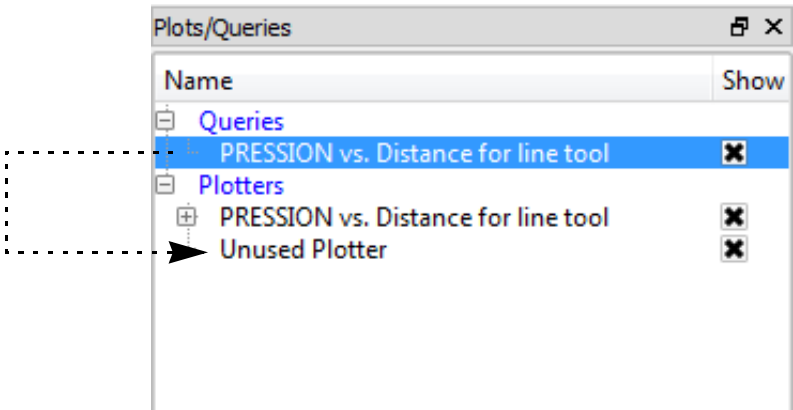 Plots/Queries
Name Show
Queries
PRESSION vs. Distance for line tool
Plotters
PRESSION vs. Distance for line tool
Unused Plotter